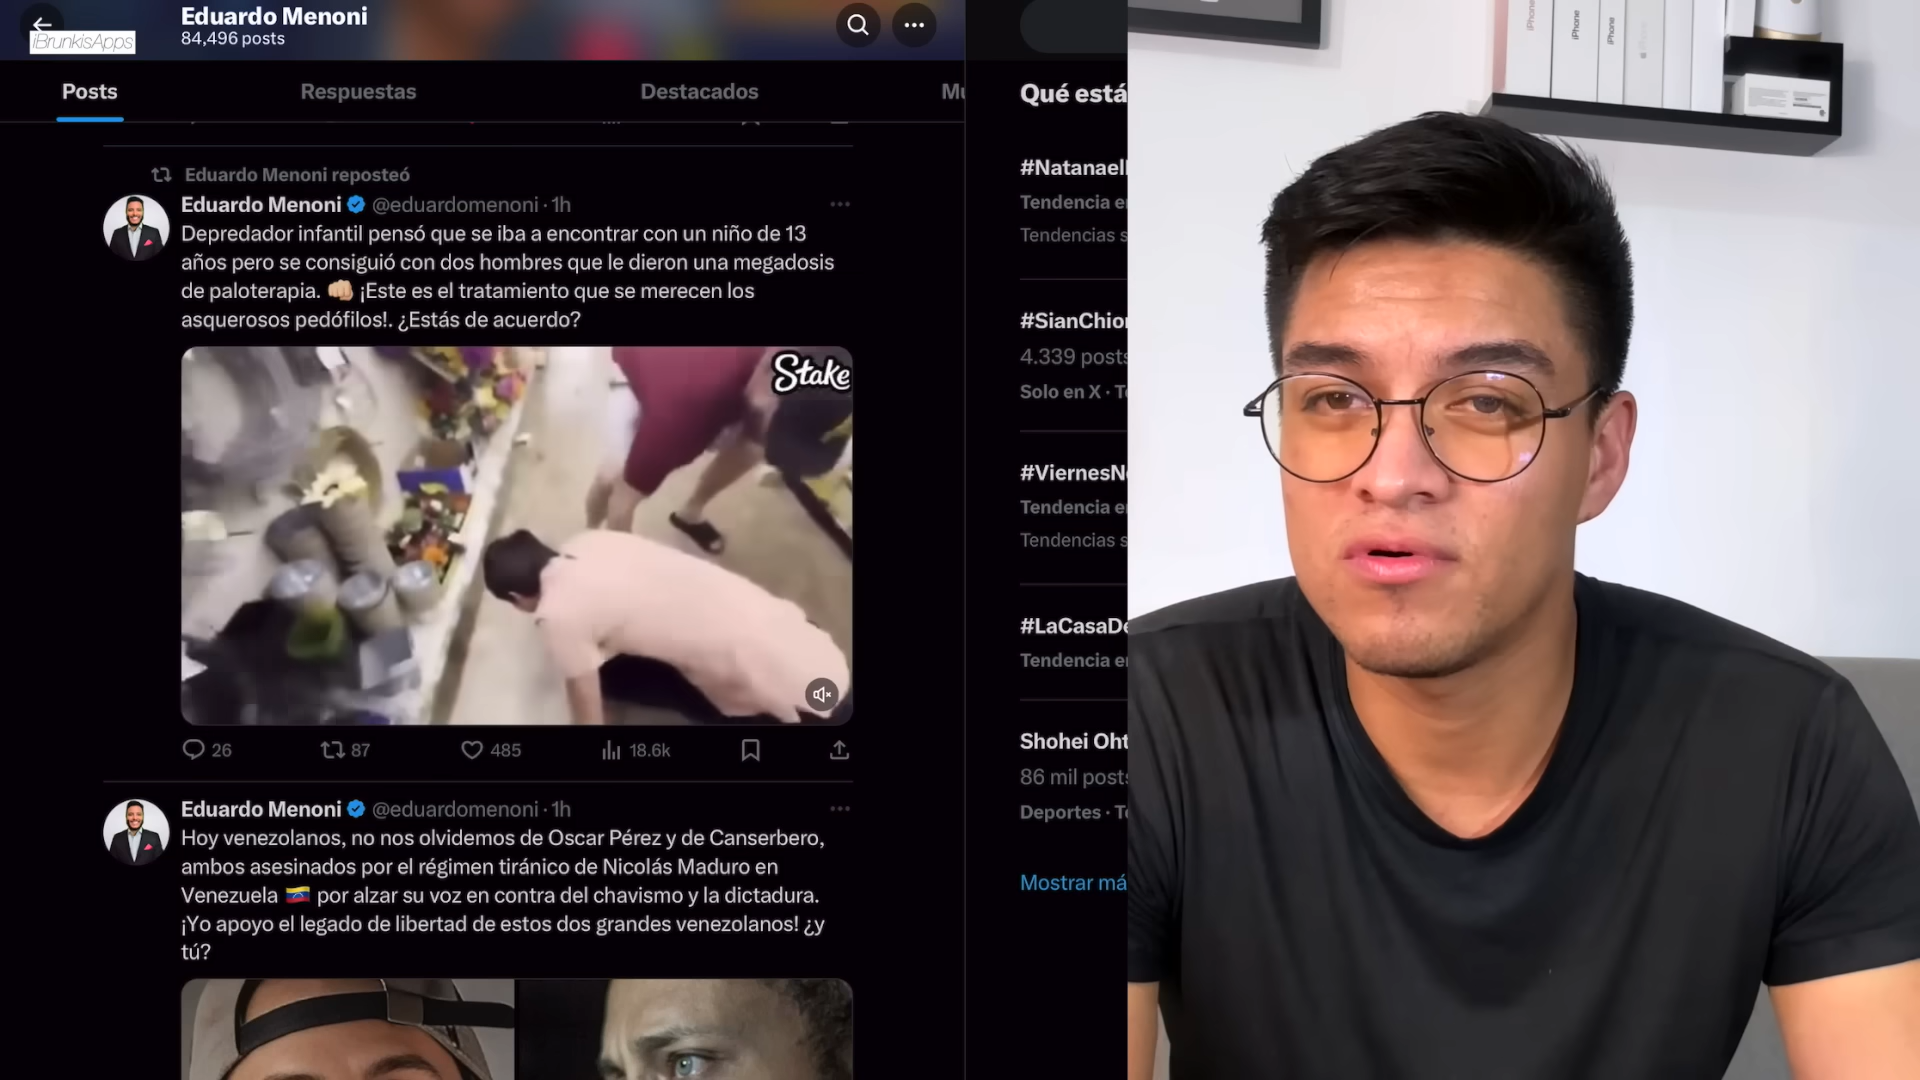 Eduardo Menoni
84,496 posts
iBrunkisApps
Posts
Respuestas
Destacados
Eduardo Menoni reposteó
Eduardo Menoni @eduardomenoni · 1h
Depredador infantil pensó que se iba a encontrar con un niño de 13
años pero se consiguió con dos hombres que le dieron una megadosis
de paloterapia. 👊🏼 ¡Este es el tratamiento que se merecen los
asquerosos pedófilos!. ¿Estás de acuerdo?
Stake
26
87
485
18.6k
Eduardo Menoni @eduardomenoni · 1h
Hoy venezolanos, no nos olvidemos de Oscar Pérez y de Canserbero,
ambos asesinados por el régimen tiránico de Nicolás Maduro en
Venezuela 🇻🇪 por alzar su voz en contra del chavismo y la dictadura.
¡Yo apoyo el legado de libertad de estos dos grandes venezolanos! ¿y
tú?
Qué está
Tendencia
Tendencias
4.339 posts
Solo en X ·
Tendencia
Tendencias
Tendencia
Shohei
86 mil posts
Deportes ·
Mostrar
iPhone
iPhone
iPhone